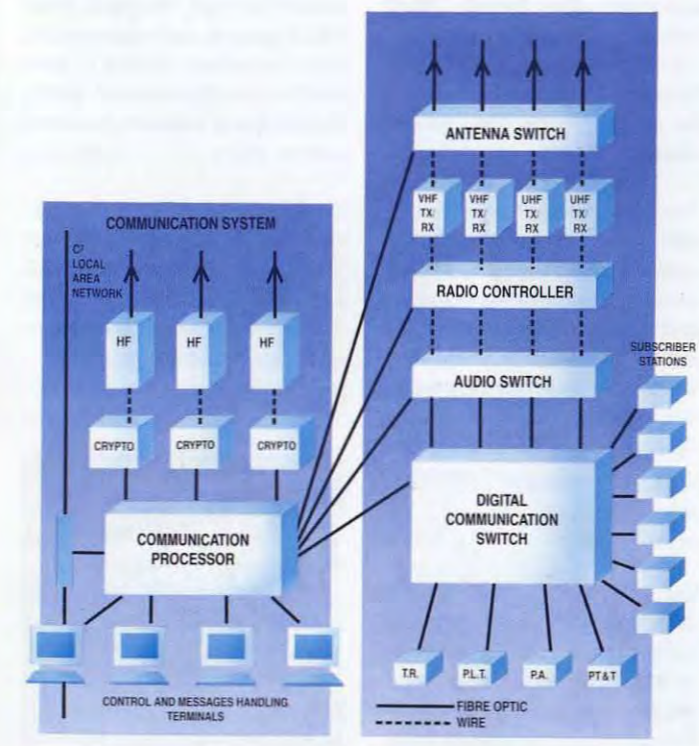 COMMUNICATION SYSTEM
C²
LOCAL
AREA
NETWORK
HF
HF
HF
CRYPTO
CRYPTO
CRYPTO
COMMUNICATION
PROCESSOR
CONTROL AND MESSAGES HANDLING
TERMINALS
ANTENNA SWITCH
VHF
TX/
RX
VHF
TX/
RX
UHF
TX/
RX
UHF
TX/
RX
RADIO CONTROLLER
AUDIO SWITCH
SUBSCRIBER
STATIONS
DIGITAL
COMMUNICATION
SWITCH
T.R.
P.L.T.
P.A.
PT&T
FIBRE OPTIC
WIRE